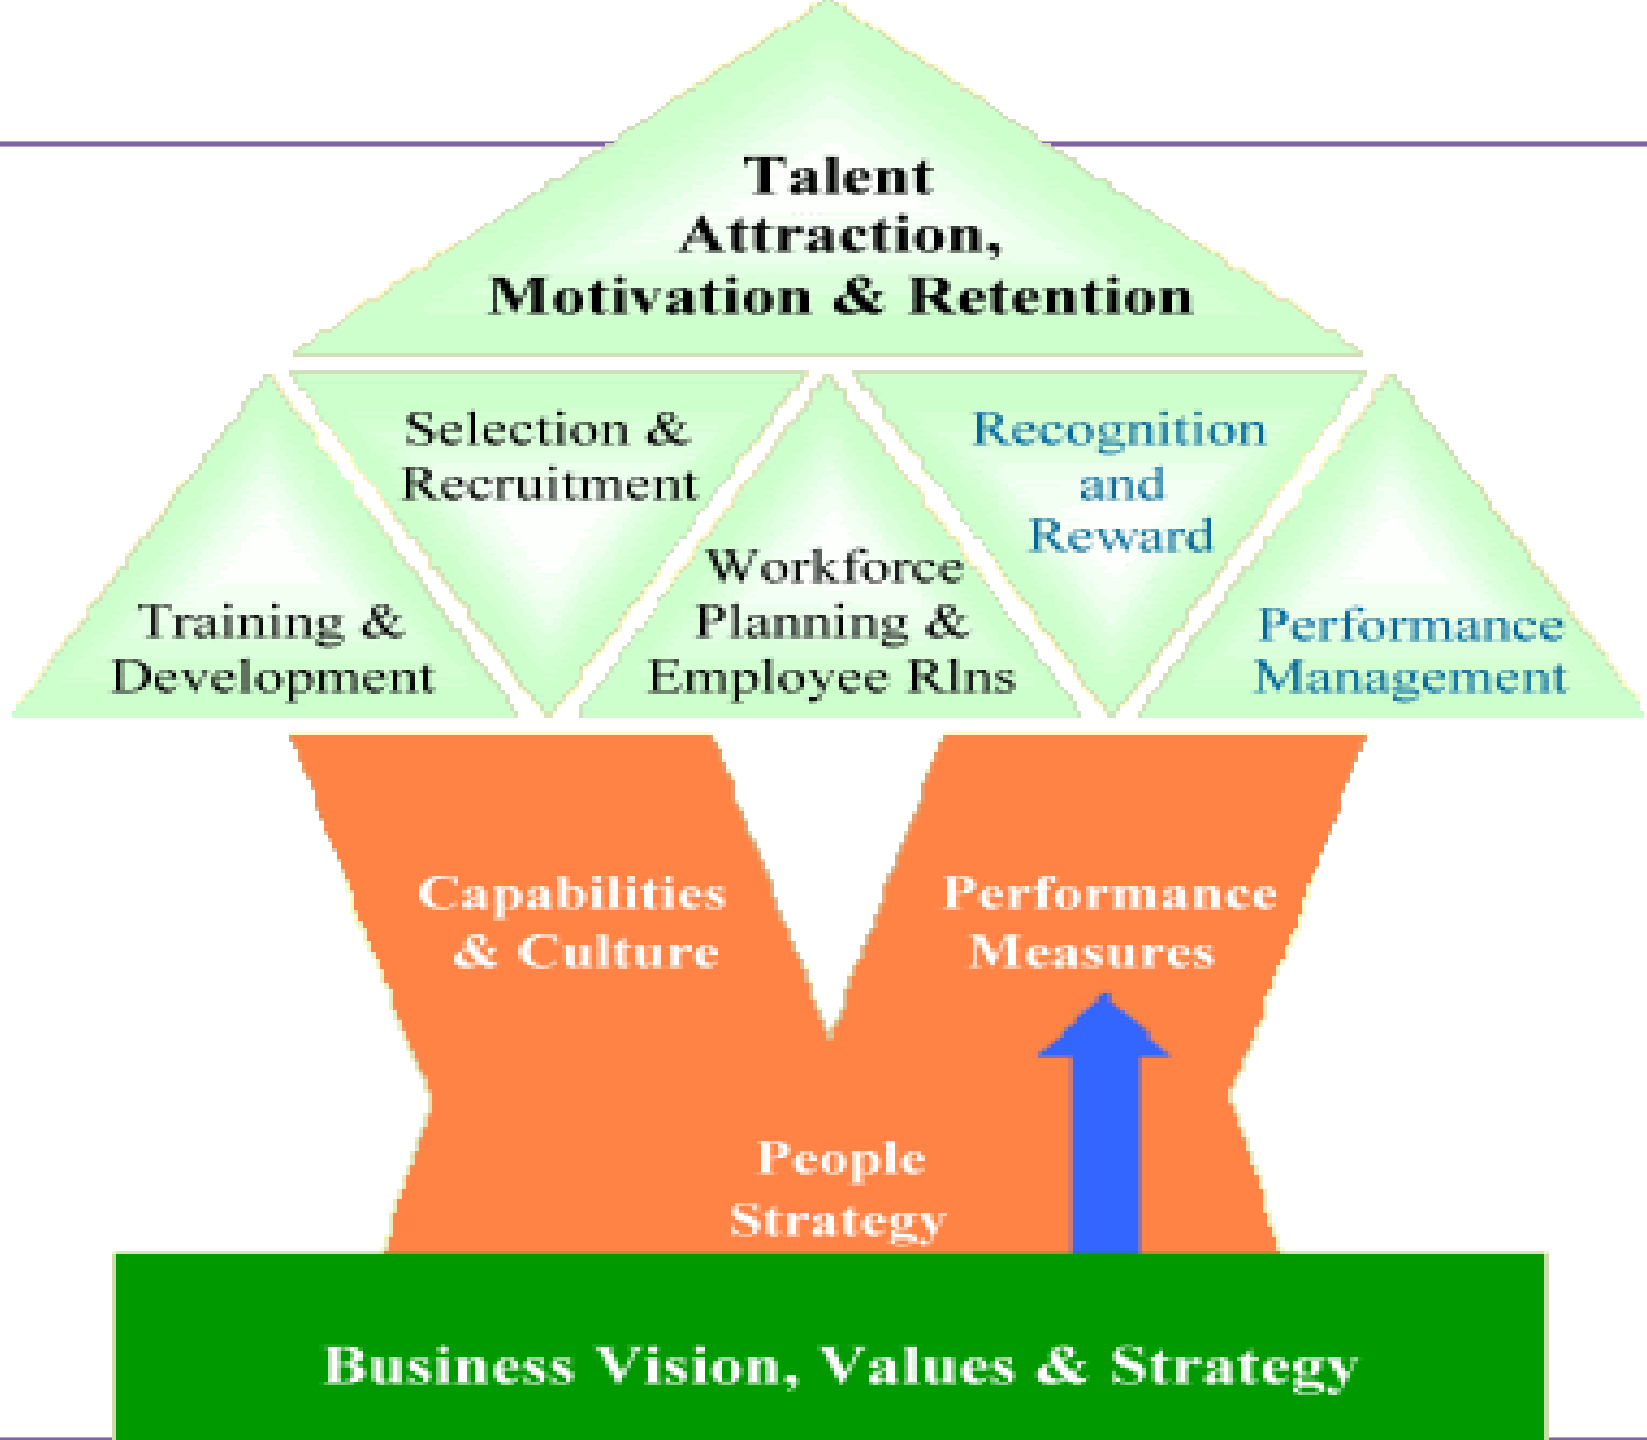 Talent
Attraction,
Motivation & Retention
Selection &
Recruitment
Recognition
and
Reward
Training &
Development
Workforce
Planning &
Employee Rlns
Performance
Management
Capabilities
& Culture
Performance
Measures
People
Strategy
Business Vision, Values & Strategy